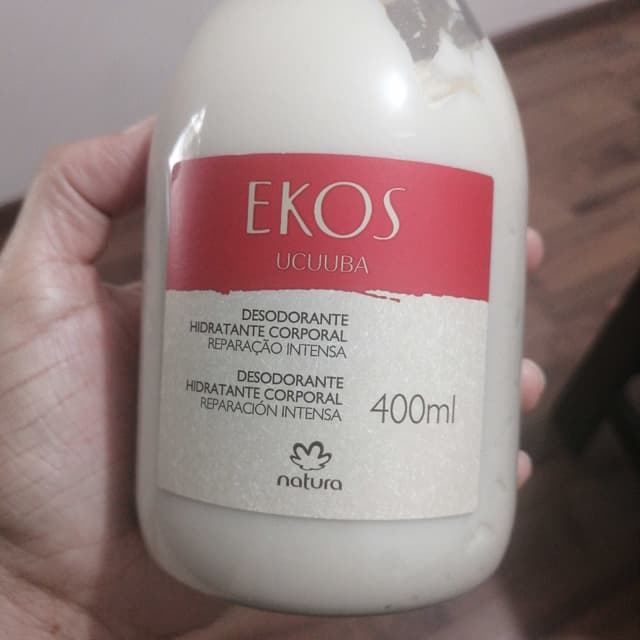 EKOS
UCUUBA
DESODORANTE
HIDRATANTE CORPORAL
REPARAÇÃO INTENSA
DESODORANTE
HIDRATANTE CORPORAL
REPARACIÓN INTENSA
400ml
natura